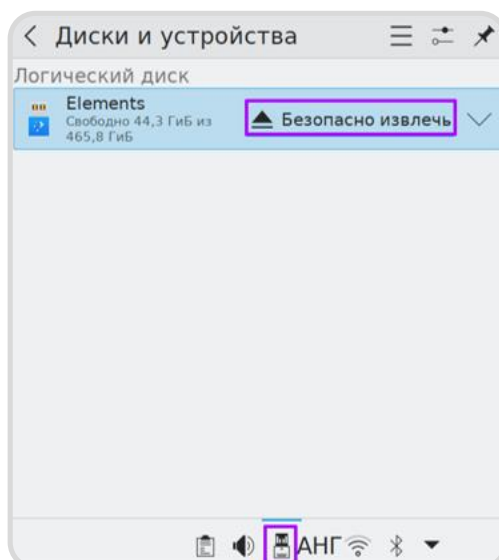 Диски и устройства
Логический диск
Elements
Свободно 44,3 ГиБ из
465,8 ГиБ
Безопасно извлечь
АНГ